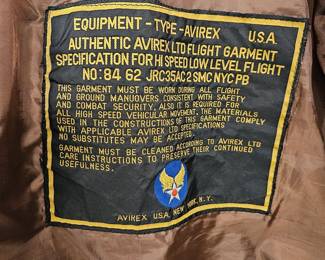 EQUIPMENT - TYPE - AVIREX U.S.A.
AUTHENTIC AVIREX LTD FLIGHT GARMENT
SPECIFICATION FOR HI SPEED LOW LEVEL FLIGHT
NO: 84 62 JRC35AC2SMC NYC PB
THIS GARMENT MUST BE WORN DURING ALL FLIGHT
AND GROUND MANUOVERS CONSISTENT WITH SAFETY
AND COMBAT SECURITY. ALSO IT IS REQUIRED FOR
ALL HIGH SPEED VEHICULAR MOVEMENT. THE MATERIALS
USED IN THE CONSTRUCTIONS OF THIS GARMENT COMPLY
WITH APPLICABLE AVIREX LTD SPECIFICATIONS
NO SUBSTITUTES MAY BE ACCEPTED.
GARMENT MUST BE CLEANED ACCORDING TO AVIREX LTD
CARE INSTRUCTIONS TO PRESERVE THEIR CONTINUED
USEFULNESS.
AVIREX U.S.A. NEW YORK, N.Y.